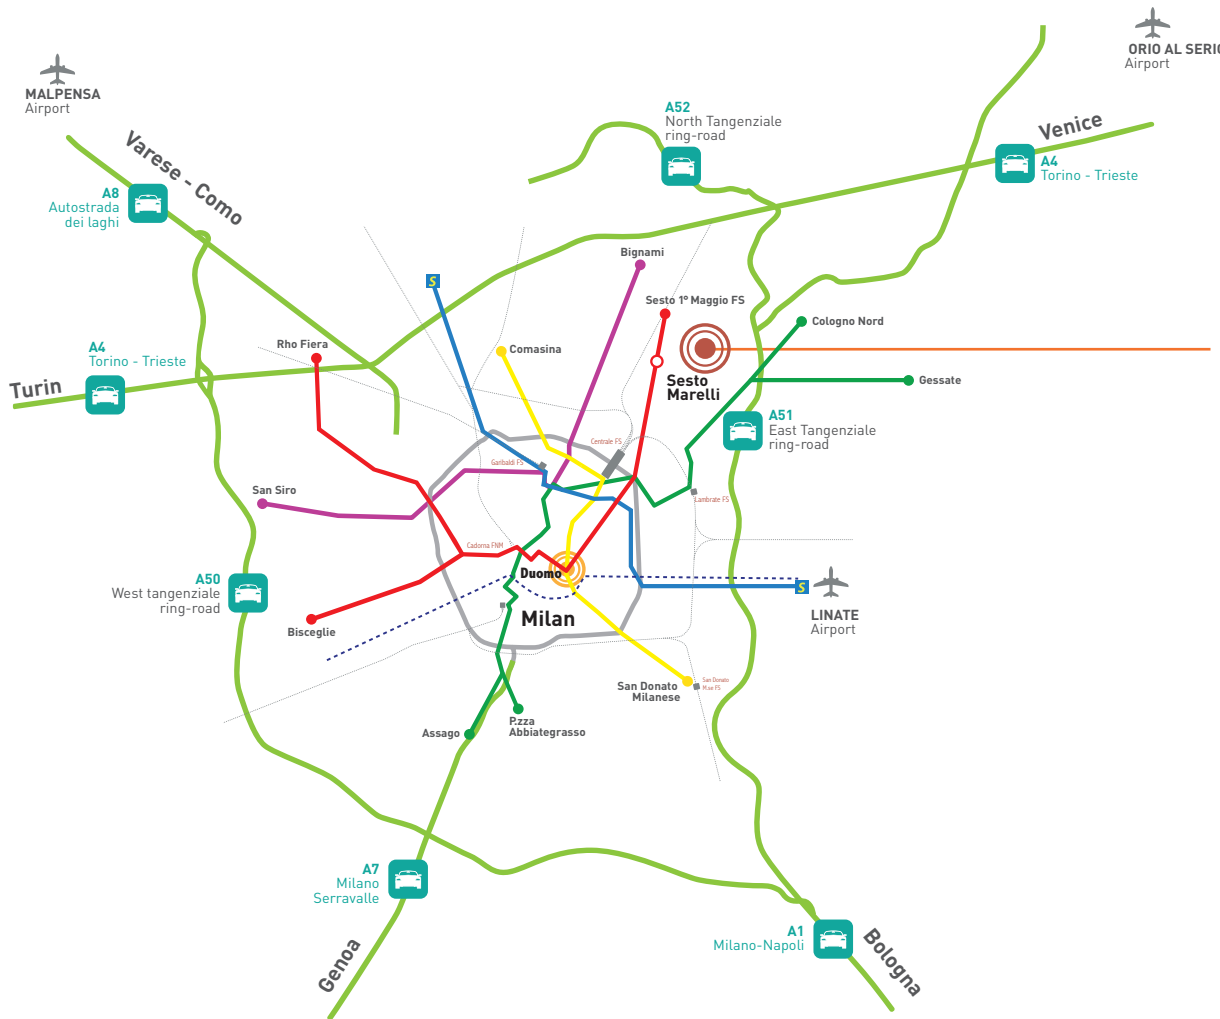 ORIO AL SERIO
Airport
MALPENSA
Airport
A52
North Tangenziale
ring-road
Venice
A4
Torino - Trieste
Varese - Como
A8
Autostrada
dei laghi
Bignami
Sesto 1° Maggio FS
Cologno Nord
Rho Fiera
Comasina
A4
Torino - Trieste
Turin
Sesto
Marelli
Gessate
A51
East Tangenziale
ring-road
Centrale FS
Garibaldi FS
San Siro
Lambrate FS
Cadorna FNM
Duomo
A50
West tangenziale
ring-road
S
S
LINATE
Airport
Milan
Bisceglie
San Donato
Milanese
San Donato
M.se FS
P.zza
Abbiategrasso
Assago
A7
Milano
Serravalle
Genoa
A1
Milano-Napoli
Bologna